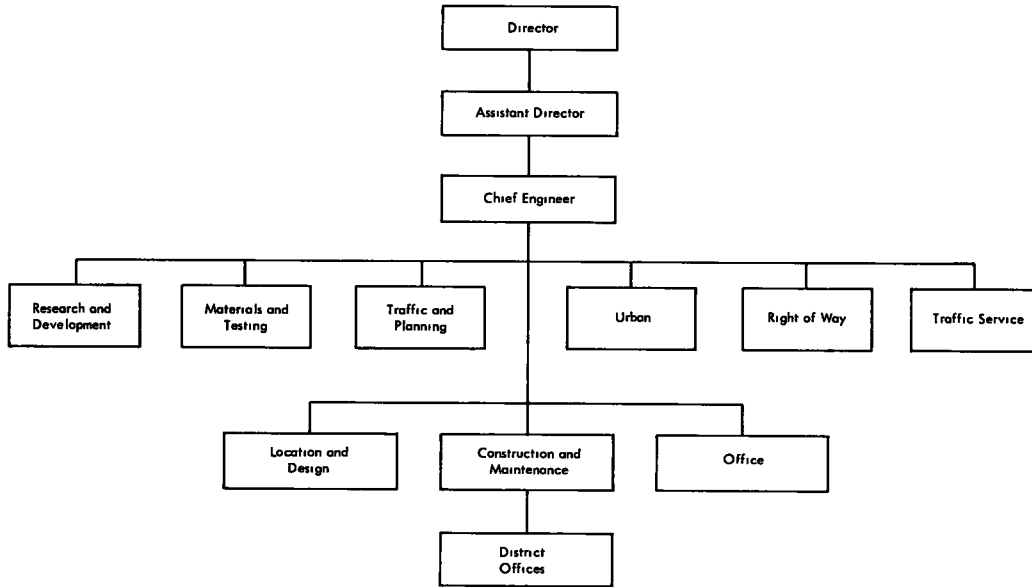 Director
Assistant Director
Chief Engineer
Research and
Development
Materials and
Testing
Traffic and
Planning
Urban
Right of Way
Traffic Service
Location and
Design
Construction and
Maintenance
Office
District
Offices